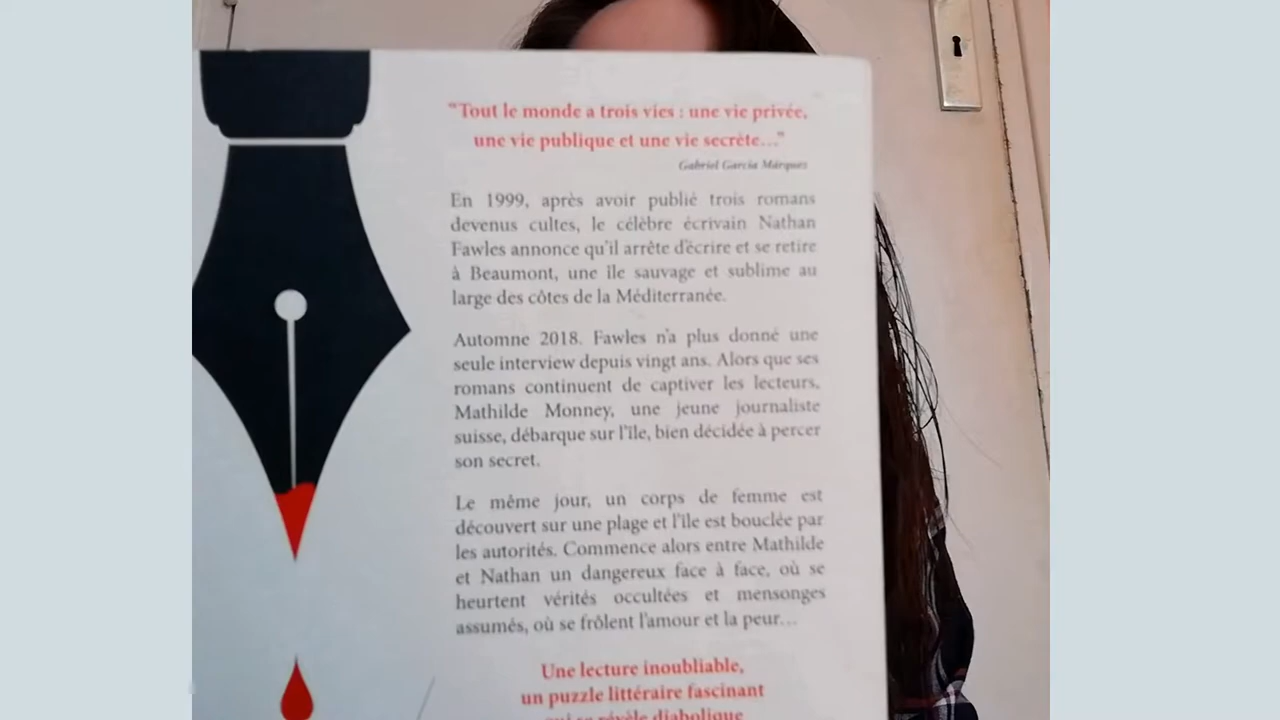 "Tout le monde a trois vies : une vie privée,
une vie publique et une vie secrète…"
Gabriel García Márquez
En 1999, après avoir publié trois romans
devenus cultes, le célèbre écrivain Nathan
Fawles annonce qu'il arrête d'écrire et se retire
à Beaumont, une île sauvage et sublime au
large des côtes de la Méditerranée.
Automne 2018. Fawles n'a plus donné une
seule interview depuis vingt ans. Alors que ses
romans continuent de captiver les lecteurs,
Mathilde Monney, une jeune journaliste
suisse, débarque sur l'île, bien décidée à percer
son secret.
Le même jour, un corps de femme est
découvert sur une plage et l'île est bouclée par
les autorités. Commence alors entre Mathilde
et Nathan un dangereux face à face, où se
heurtent vérités occultées et mensonges
assumés, où se frôlent l'amour et la peur…
Une lecture inoubliable,
un puzzle littéraire fascinant
qui se révèle diabolique